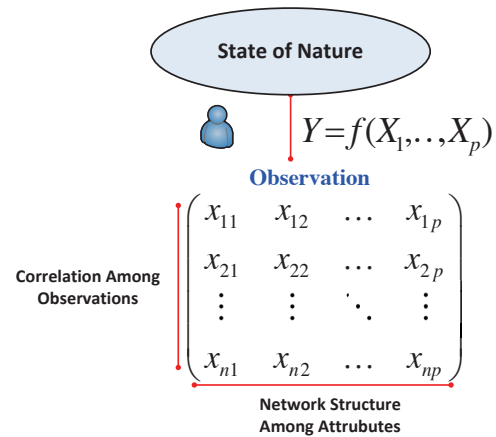 State of Nature
Y=f(X₁,..,Xₚ)
Observation
x₁₁ x₁₂ … x₁ₚ
Correlation Among
Observations
x₂₁ x₂₂ … x₂ₚ
⋮ ⋮ ⋱ ⋮
xₙ₁ xₙ₂ … xₙₚ
Network Structure
Among Attrubutes